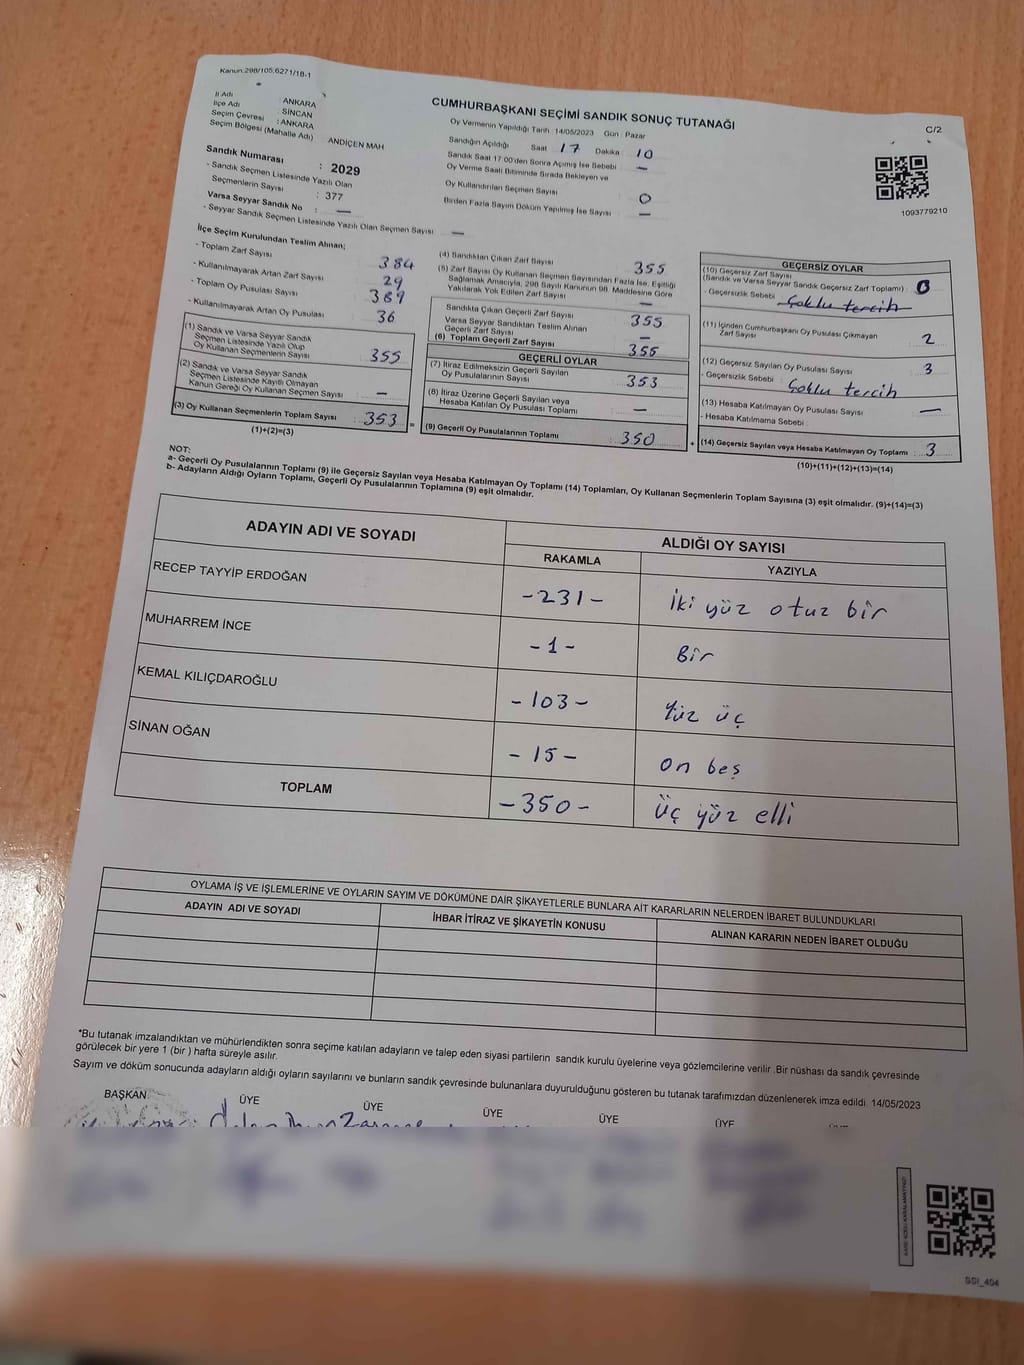 Kanun:298/105,6271/18-1
CUMHURBAŞKANI SEÇİMİ SANDIK SONUÇ TUTANAĞI
C/2
İl Adı : ANKARA
İlçe Adı : SİNCAN
Seçim Çevresi : ANKARA
Seçim Bölgesi (Mahalle Adı) ANDİÇEN MAH
Sandık Numarası : 2029
- Sandık Seçmen Listesinde Yazılı Olan
Seçmenlerin Sayısı : 377
Varsa Seyyar Sandık No : —
- Seyyar Sandık Seçmen Listesinde Yazılı Olan Seçmen Sayısı —
Oy Vermenin Yapıldığı Tarih 14/05/2023 Gün : Pazar
Sandığın Açıldığı Saat 17 Dakika 10
Sandık Saat 17.00'den Sonra Açılmış İse Sebebi —
Oy Verme Saati Bitiminde Sırada Bekleyen ve
Oy Kullandırılan Seçmen Sayısı 0
Birden Fazla Sayım Döküm Yapılmış İse Sayısı —
1093779210
İlçe Seçim Kurulundan Teslim Alınan;
- Toplam Zarf Sayısı 384
- Kullanılmayarak Artan Zarf Sayısı 29
- Toplam Oy Pusulası Sayısı 389
- Kullanılmayarak Artan Oy Pusulası 36
(1) Sandık ve Varsa Seyyar Sandık
Seçmen Listesinde Yazılı Olup
Oy Kullanan Seçmenlerin Sayısı 355
(2) Sandık ve Varsa Seyyar Sandık
Seçmen Listesinde Kayıtlı Olmayan
Kanun Gereği Oy Kullanan Seçmen Sayısı : —
(3) Oy Kullanan Seçmenlerin Toplam Sayısı : 353 =
(1)+(2)=(3)
(4) Sandıktan Çıkan Zarf Sayısı 355
(5) Zarf Sayısı Oy Kullanan Seçmen Sayısından Fazla İse, Eşitliği
Sağlamak Amacıyla, 298 Sayılı Kanunun 98. Maddesine Göre
Yakılarak Yok Edilen Zarf Sayısı —
Sandıkta Çıkan Geçerli Zarf Sayısı 355
Varsa Seyyar Sandıktan Teslim Alınan
Geçerli Zarf Sayısı —
(6) Toplam Geçerli Zarf Sayısı 355
GEÇERLİ OYLAR
(7) İtiraz Edilmeksizin Geçerli Sayılan
Oy Pusulalarının Sayısı : 353
(8) İtiraz Üzerine Geçerli Sayılan veya
Hesaba Katılan Oy Pusulası Toplamı : —
(9) Geçerli Oy Pusulalarının Toplamı : 350 +
GEÇERSİZ OYLAR
(10) Geçersiz Zarf Sayısı
(Sandık ve Varsa Seyyar Sandık Geçersiz Zarf Toplamı) : 0
- Geçersizlik Sebebi : Çoklu tercih
(11) İçinden Cumhurbaşkanı Oy Pusulası Çıkmayan
Zarf Sayısı 2
(12) Geçersiz Sayılan Oy Pusulası Sayısı : 3
- Geçersizlik Sebebi : Çoklu tercih
(13) Hesaba Katılmayan Oy Pusulası Sayısı : —
- Hesaba Katılmama Sebebi :
(14) Geçersiz Sayılan veya Hesaba Katılmayan Oy Toplamı : 3
(10)+(11)+(12)+(13)=(14)
NOT:
a- Geçerli Oy Pusulalarının Toplamı (9) ile Geçersiz Sayılan veya Hesaba Katılmayan Oy Toplamı (14) Toplamları, Oy Kullanan Seçmenlerin Toplam Sayısına (3) eşit olmalıdır. (9)+(14)=(3)
b- Adayların Aldığı Oyların Toplamı, Geçerli Oy Pusulalarının Toplamına (9) eşit olmalıdır.
ADAYIN ADI VE SOYADI
ALDIĞI OY SAYISI
RAKAMLA YAZIYLA
RECEP TAYYİP ERDOĞAN -231- İki yüz otuz bir
MUHARREM İNCE -1- Bir
KEMAL KILIÇDAROĞLU -103- Yüz üç
SİNAN OĞAN -15- On beş
TOPLAM -350- Üç yüz elli
OYLAMA İŞ VE İŞLEMLERİNE VE OYLARIN SAYIM VE DÖKÜMÜNE DAİR ŞİKAYETLERLE BUNLARA AİT KARARLARIN NELERDEN İBARET BULUNDUKLARI
ADAYIN ADI VE SOYADI İHBAR İTİRAZ VE ŞİKAYETİN KONUSU ALINAN KARARIN NEDEN İBARET OLDUĞU
*Bu tutanak imzalandıktan ve mühürlendikten sonra seçime katılan adayların ve talep eden siyasi partilerin sandık kurulu üyelerine veya gözlemcilerine verilir .Bir nüshası da sandık çevresinde
görülecek bir yere 1 (bir ) hafta süreyle asılır.
Sayım ve döküm sonucunda adayların aldığı oyların sayılarını ve bunların sandık çevresinde bulunanlara duyurulduğunu gösteren bu tutanak tarafımızdan düzenlenerek imza edildi. 14/05/2023
BAŞKAN ÜYE ÜYE ÜYE ÜYE ÜYE
SSI_404